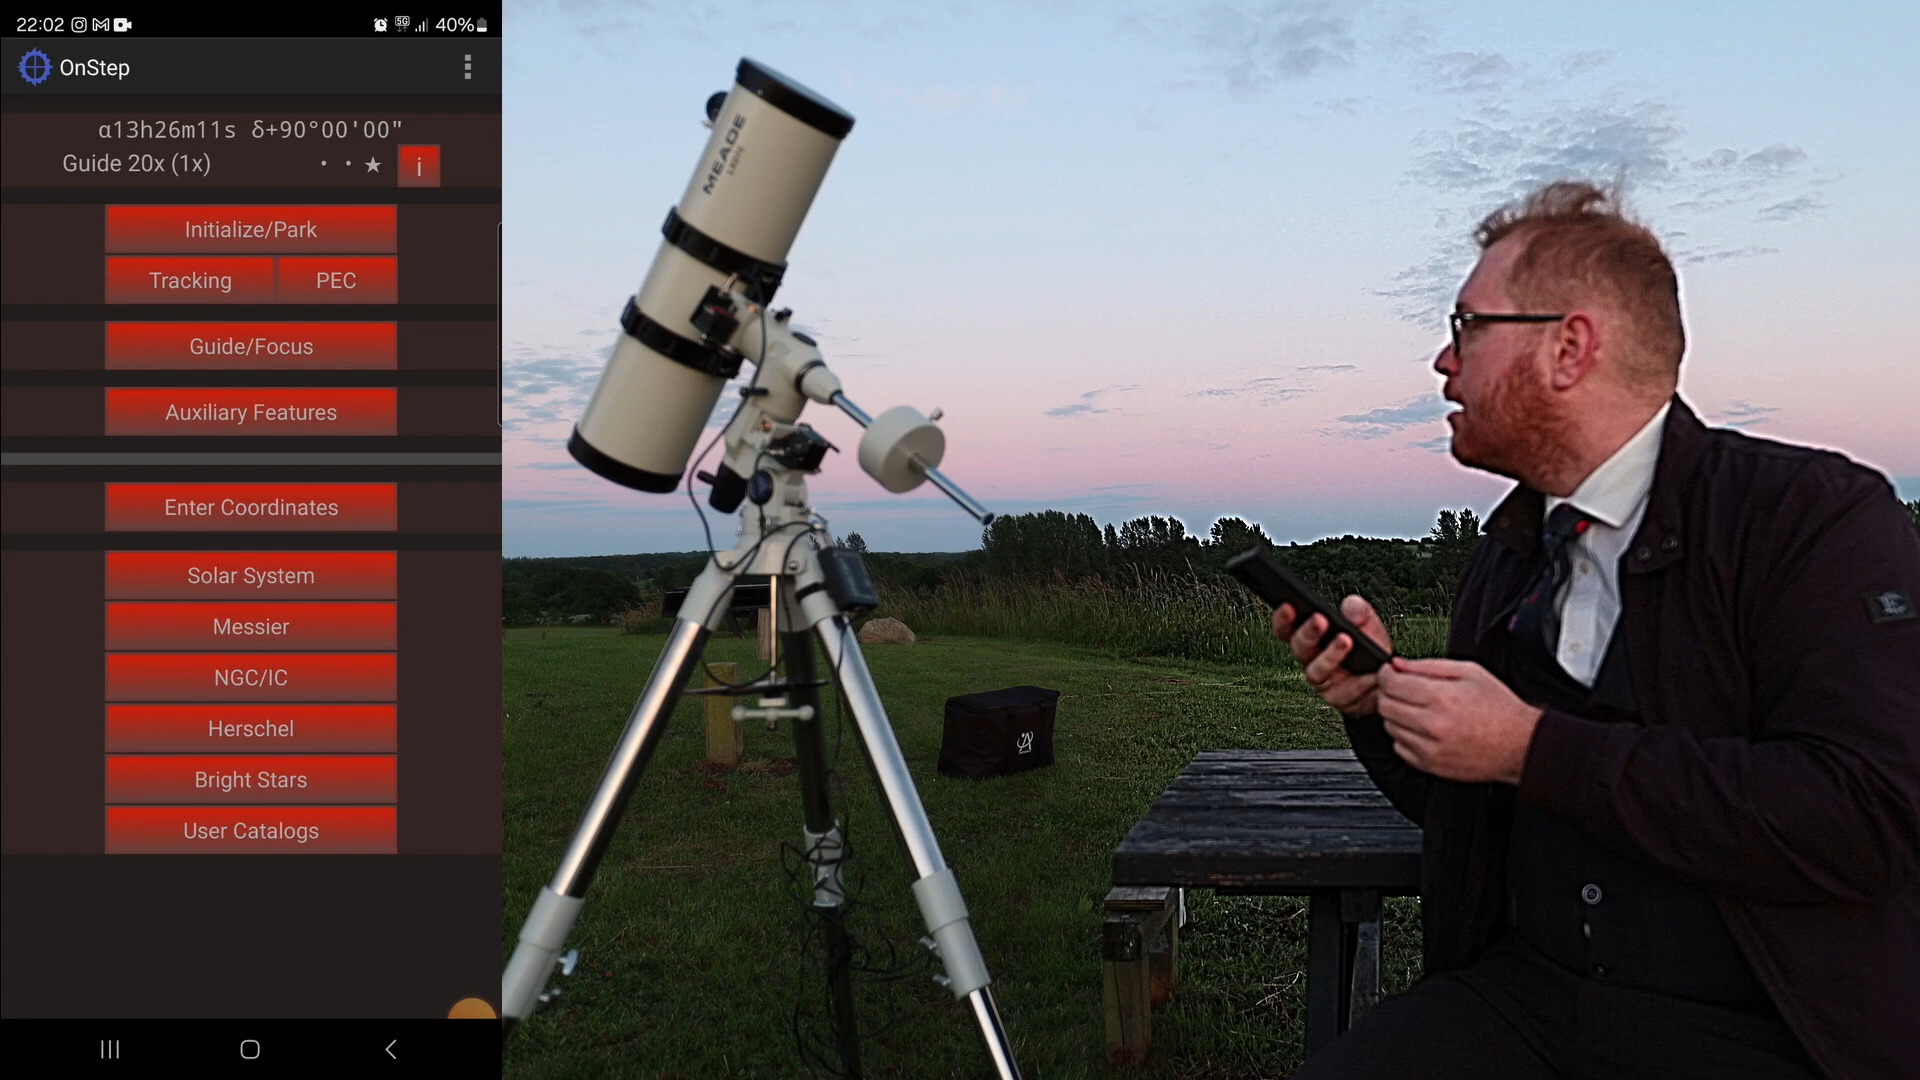 22:02
40%
OnStep
α13h26m11s δ+90°00'00"
Guide 20x (1x)
i
Initialize/Park
Tracking
PEC
Guide/Focus
Auxiliary Features
Enter Coordinates
Solar System
Messier
NGC/IC
Herschel
Bright Stars
User Catalogs
MEADE